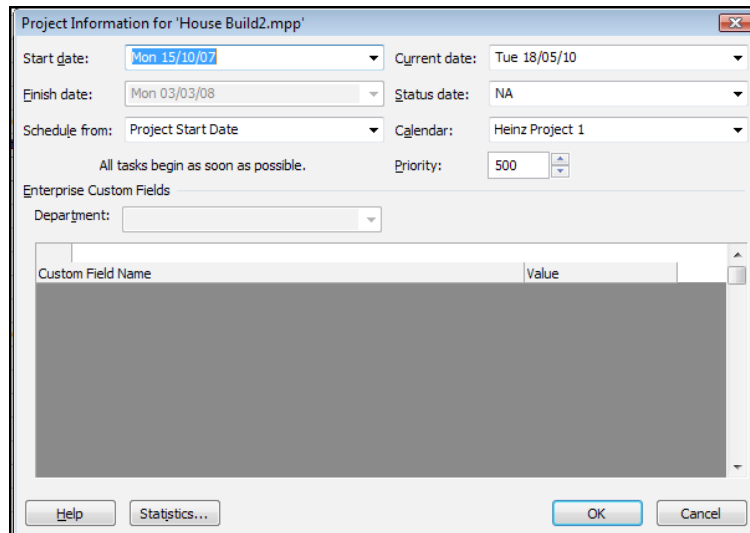 Project Information for 'House Build2.mpp'
Start date: Mon 15/10/07 Current date: Tue 18/05/10
Finish date: Mon 03/03/08 Status date: NA
Schedule from: Project Start Date Calendar: Heinz Project 1
All tasks begin as soon as possible. Priority: 500
Enterprise Custom Fields
Department:
Custom Field Name Value
Help Statistics... OK Cancel